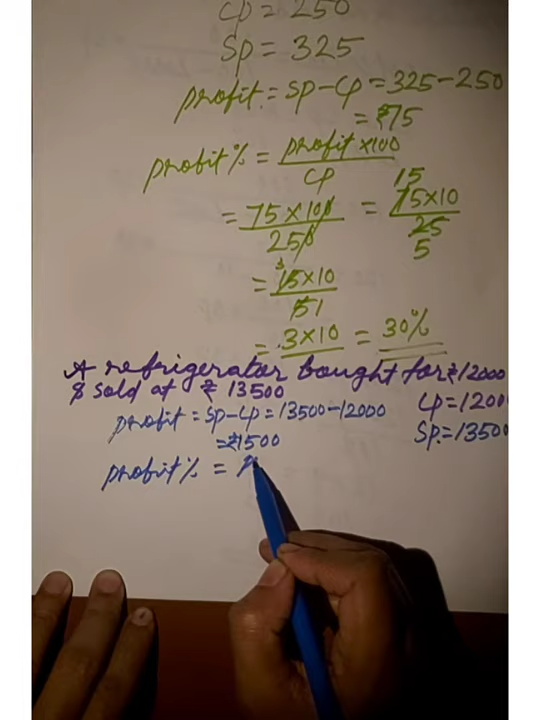 CP = 250
SP = 325
profit = SP-CP = 325-250
= ₹75
profit% = profit × 100
CP
= 75 × 100 = 75 × 10
250 25
15
5
= 15 × 10
3
5 1
= 3 × 10 = 30%
A refrigerator bought for ₹12000
& sold at ₹ 13500
profit = SP-CP = 13500-12000
= ₹1500
CP = 1200
SP = 13500
profit% =